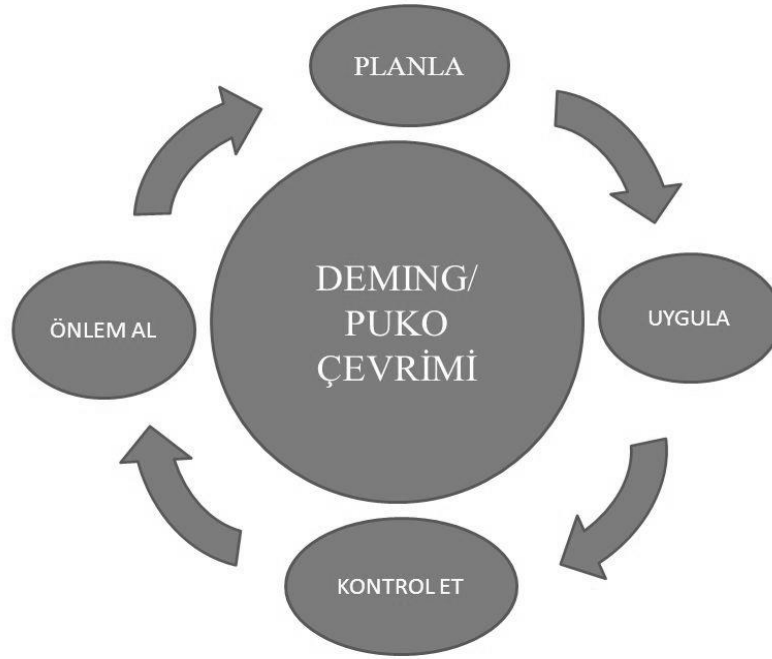 PLANLA
DEMING/
PUKO
ÇEVRİMİ
ÖNLEM AL
UYGULA
KONTROL ET